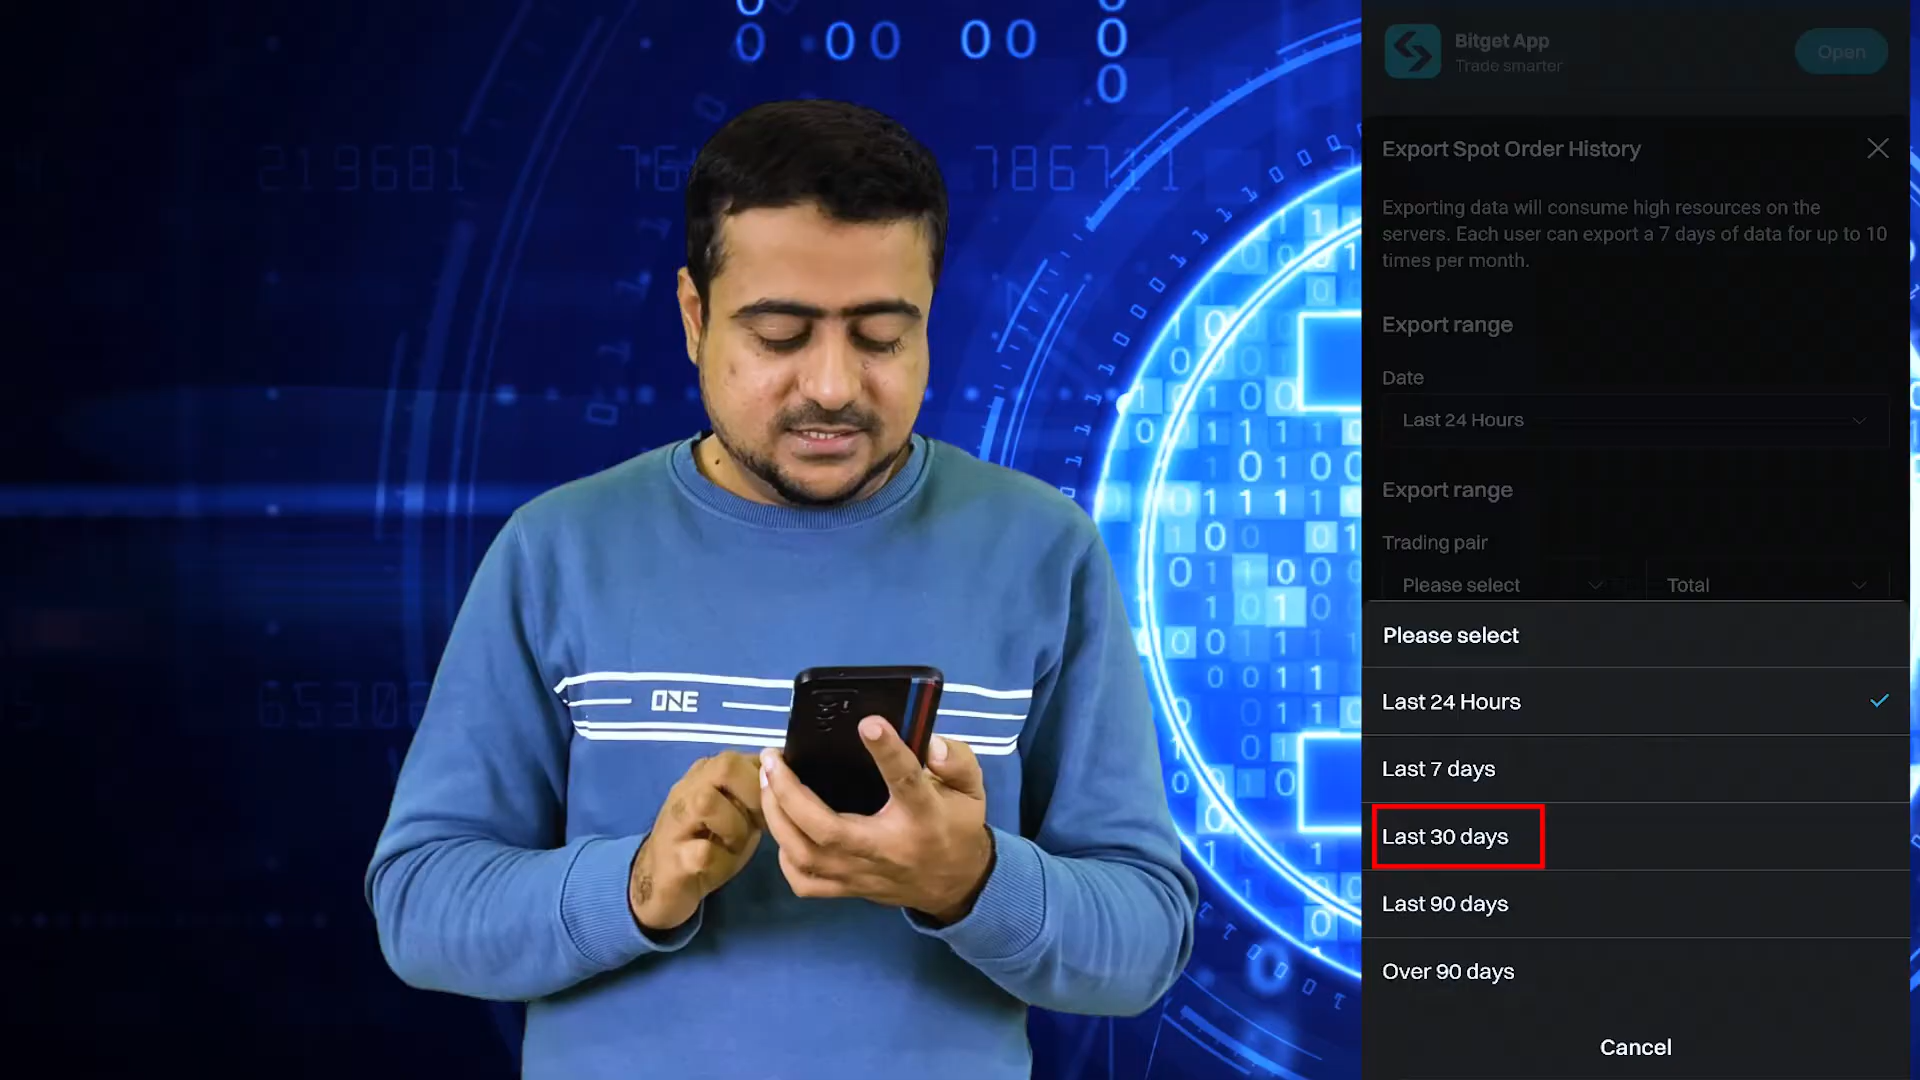 Bitget App
Trade smarter
Open
Export Spot Order History
Exporting data will consume high resources on the
servers. Each user can export a 7 days of data for up to 10
times per month.
Export range
Date
Last 24 Hours
Export range
Trading pair
Please select
Total
Please select
Last 24 Hours
Last 7 days
Last 30 days
Last 90 days
Over 90 days
Cancel
ONE
219681
786711